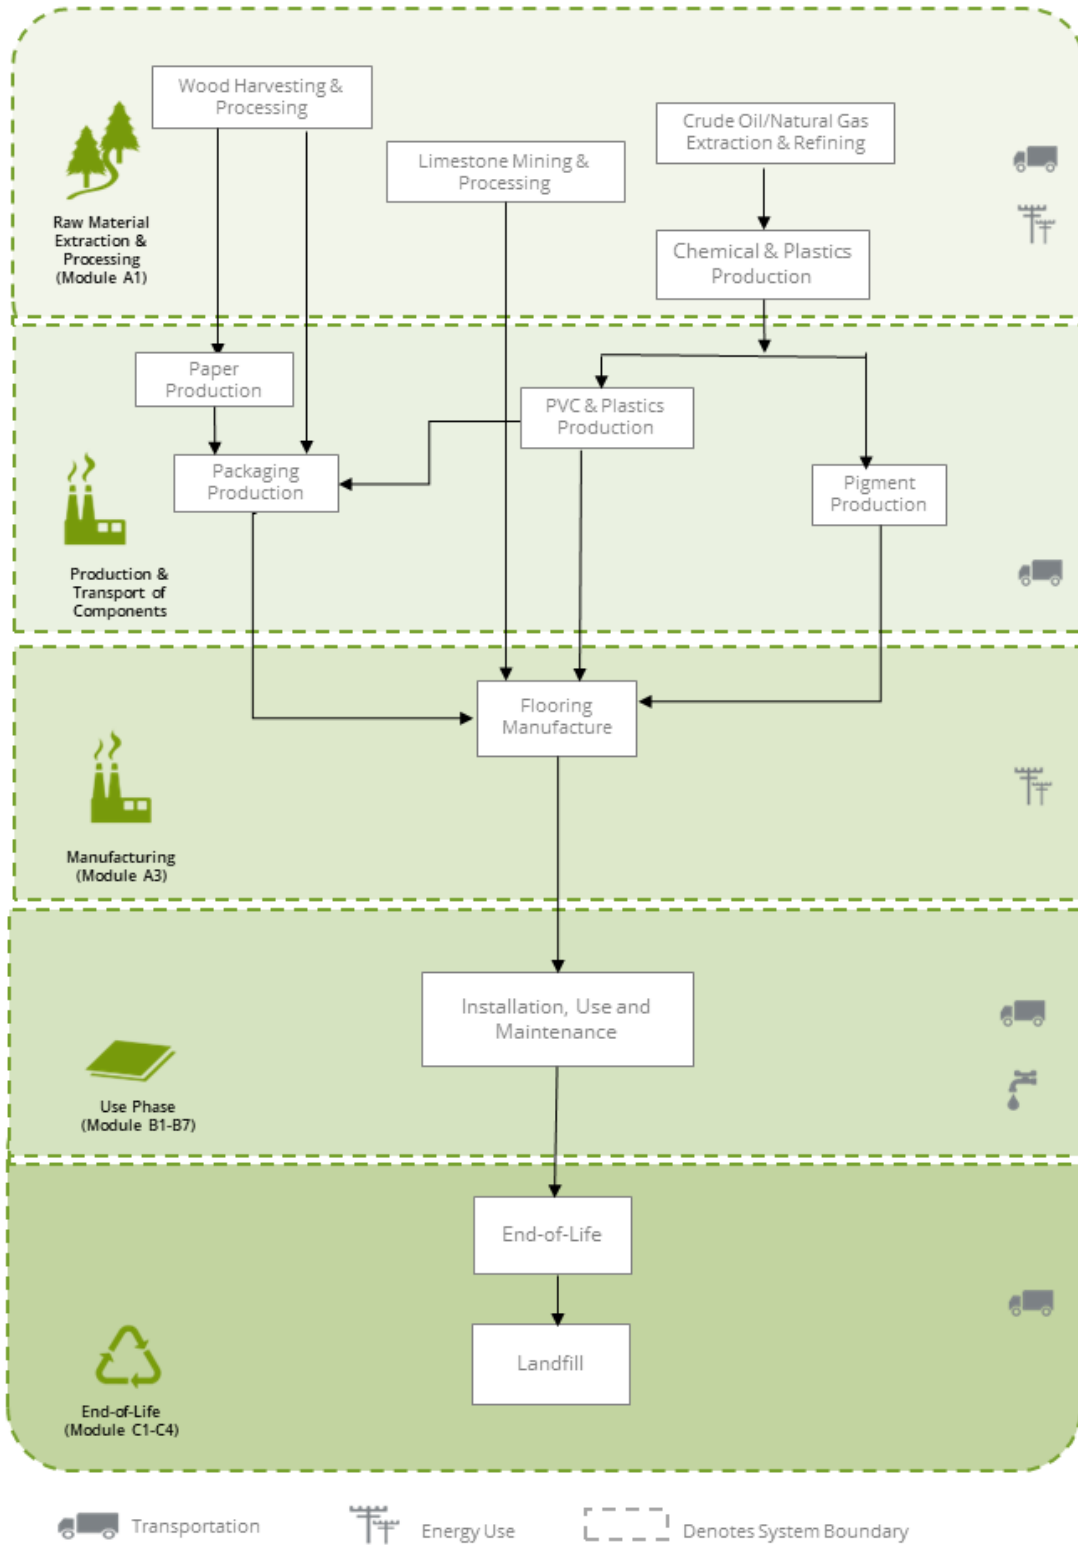 Wood Harvesting &
Processing
Crude Oil/Natural Gas
Extraction & Refining
Limestone Mining &
Processing
Raw Material
Extraction &
Processing
(Module A1)
Chemical & Plastics
Production
Paper
Production
PVC & Plastics
Production
Packaging
Production
Pigment
Production
Production &
Transport of
Components
Flooring
Manufacture
Manufacturing
(Module A3)
Installation, Use and
Maintenance
Use Phase
(Module B1-B7)
End-of-Life
Landfill
End-of-Life
(Module C1-C4)
Transportation
Energy Use
Denotes System Boundary